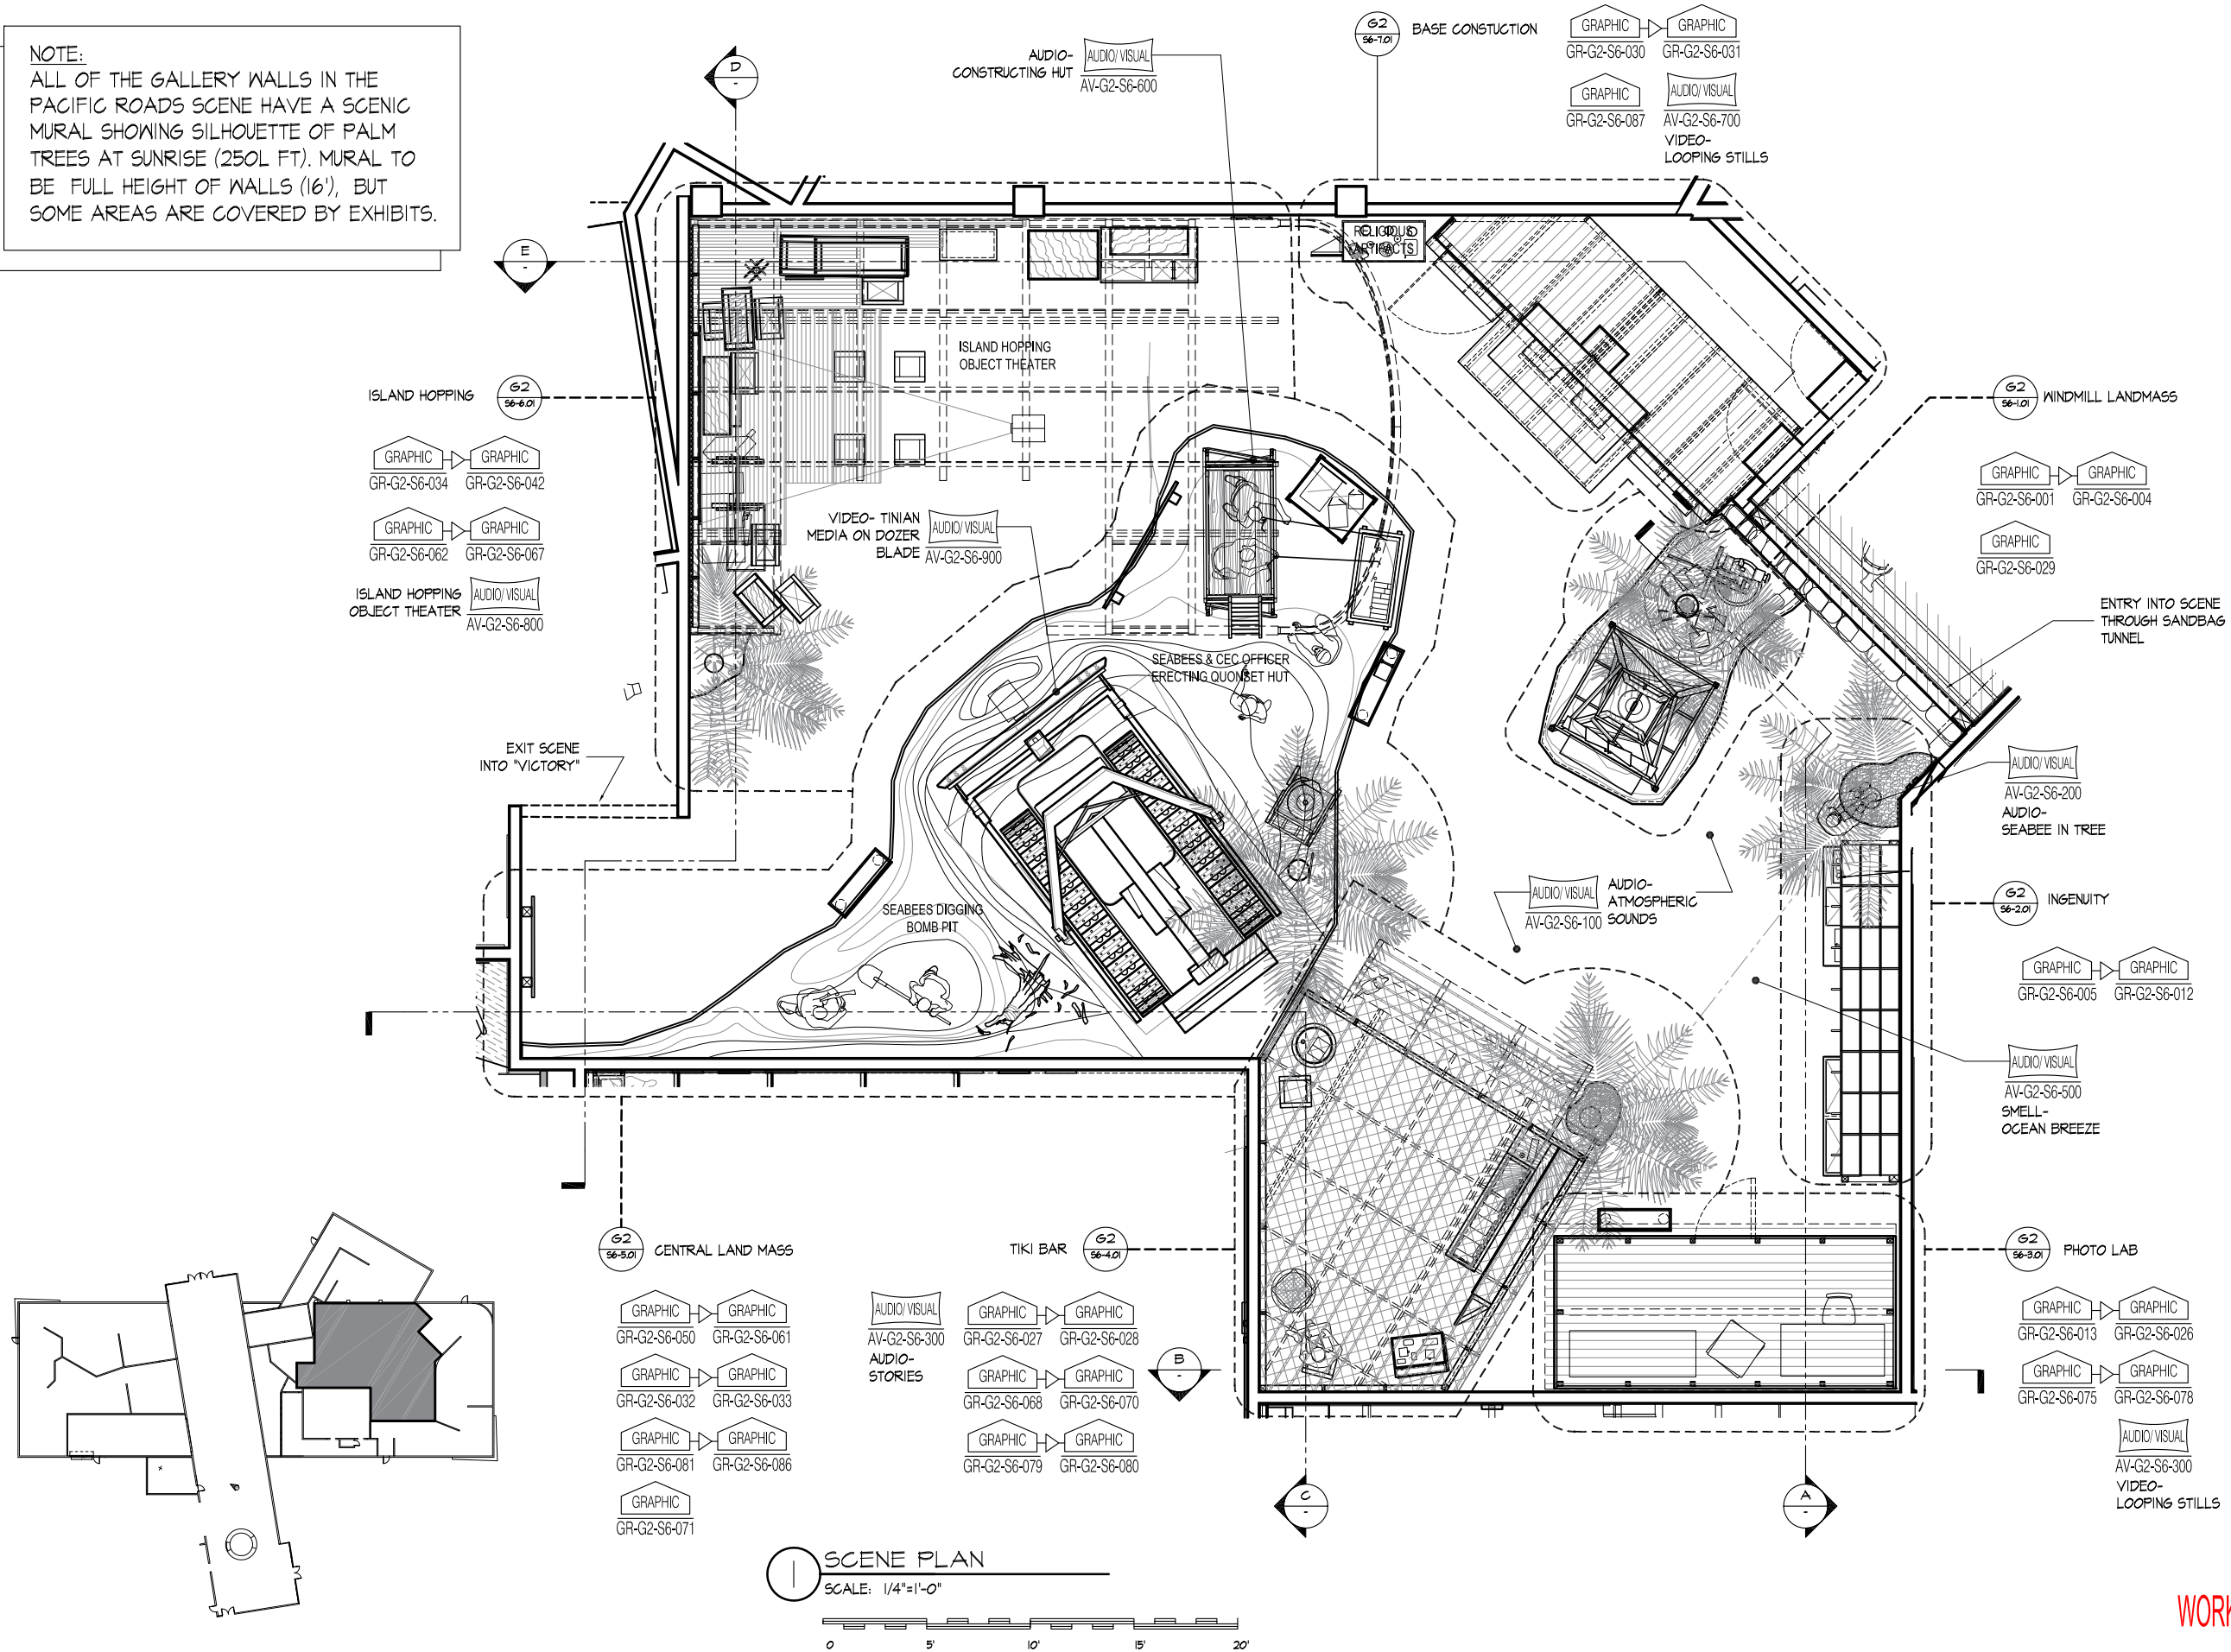 NOTE:
ALL OF THE GALLERY WALLS IN THE
PACIFIC ROADS SCENE HAVE A SCENIC
MURAL SHOWING SILHOUETTE OF PALM
TREES AT SUNRISE (250L FT). MURAL TO
BE FULL HEIGHT OF WALLS (16'), BUT
SOME AREAS ARE COVERED BY EXHIBITS.
D
-
AUDIO-
CONSTRUCTING HUT
AUDIO/ VISUAL
AV-G2-S6-600
G2
S6-7.01
BASE CONSTUCTION
GRAPHIC GRAPHIC
GR-G2-S6-030 GR-G2-S6-031
GRAPHIC AUDIO/ VISUAL
GR-G2-S6-087 AV-G2-S6-700
VIDEO-
LOOPING STILLS
E
-
RELIGIOUS
ARTIFACTS
ISLAND HOPPING
OBJECT THEATER
ISLAND HOPPING
G2
S6-6.01
GRAPHIC GRAPHIC
GR-G2-S6-034 GR-G2-S6-042
GRAPHIC GRAPHIC
GR-G2-S6-062 GR-G2-S6-067
ISLAND HOPPING
OBJECT THEATER
AUDIO/ VISUAL
AV-G2-S6-800
VIDEO- TINIAN
MEDIA ON DOZER
BLADE
AUDIO/ VISUAL
AV-G2-S6-900
G2
S6-1.01
WINDMILL LANDMASS
GRAPHIC GRAPHIC
GR-G2-S6-001 GR-G2-S6-004
GRAPHIC
GR-G2-S6-029
ENTRY INTO SCENE
THROUGH SANDBAG
TUNNEL
SEABEES & CEC OFFICER
ERECTING QUONSET HUT
EXIT SCENE
INTO "VICTORY"
AUDIO/ VISUAL
AV-G2-S6-200
AUDIO-
SEABEE IN TREE
SEABEES DIGGING
BOMB PIT
AUDIO/ VISUAL
AV-G2-S6-100
AUDIO-
ATMOSPHERIC
SOUNDS
G2
S6-2.01
INGENUITY
GRAPHIC GRAPHIC
GR-G2-S6-005 GR-G2-S6-012
AUDIO/ VISUAL
AV-G2-S6-500
SMELL-
OCEAN BREEZE
G2
S6-5.01
CENTRAL LAND MASS
GRAPHIC GRAPHIC
GR-G2-S6-050 GR-G2-S6-061
GRAPHIC GRAPHIC
GR-G2-S6-032 GR-G2-S6-033
GRAPHIC GRAPHIC
GR-G2-S6-081 GR-G2-S6-086
GRAPHIC
GR-G2-S6-071
TIKI BAR
G2
S6-4.01
AUDIO/ VISUAL
AV-G2-S6-300
AUDIO-
STORIES
GRAPHIC GRAPHIC
GR-G2-S6-027 GR-G2-S6-028
GRAPHIC GRAPHIC
GR-G2-S6-068 GR-G2-S6-070
GRAPHIC GRAPHIC
GR-G2-S6-079 GR-G2-S6-080
B
-
G2
S6-3.01
PHOTO LAB
GRAPHIC GRAPHIC
GR-G2-S6-013 GR-G2-S6-026
GRAPHIC GRAPHIC
GR-G2-S6-075 GR-G2-S6-078
AUDIO/ VISUAL
AV-G2-S6-300
VIDEO-
LOOPING STILLS
C
-
A
-
1
SCENE PLAN
SCALE: 1/4"=1'-0"
0 5' 10' 15' 20'